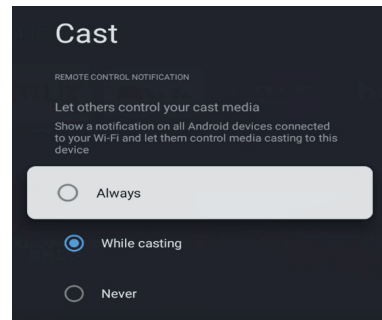 Cast
REMOTE CONTROL NOTIFICATION
Let others control your cast media
Show a notification on all Android devices connected
to your Wi-Fi and let them control media casting to this
device
Always
While casting
Never